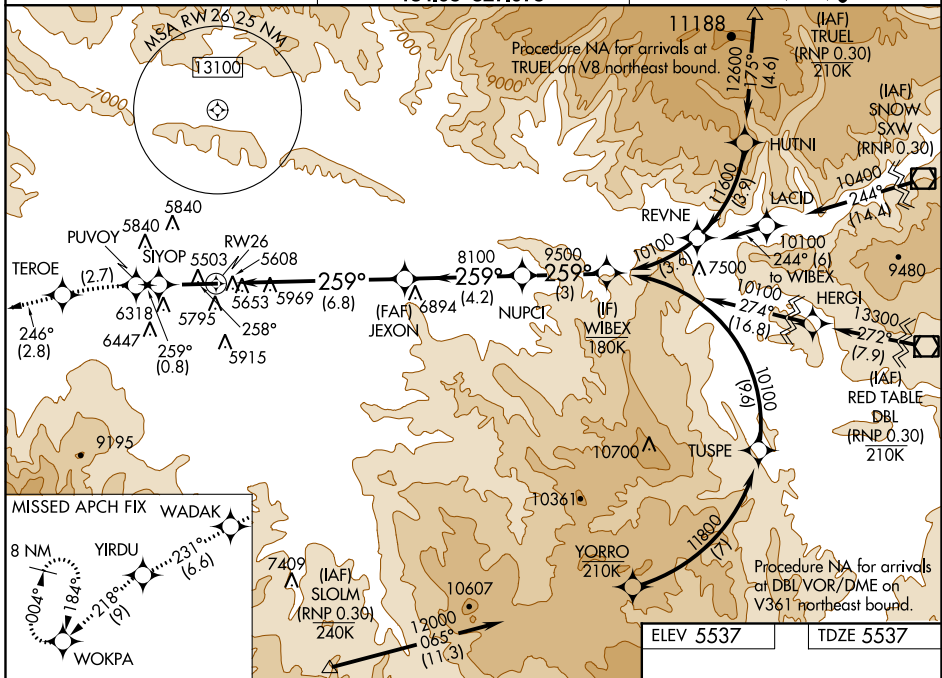 MSA RW26 25 NM
13100
7000
9000
11188
Procedure NA for arrivals at
TRUEL on V8 northeast bound.
12600
175°
(4.6)
(IAF)
TRUEL
(RNP 0.30)
210K
(IAF)
SNOW
SXW
(RNP 0.30)
HUTNI
11600
(3.9)
LACID
10400
244°
(14.4)
REVNE
10100
(3.6)
10100
244° (6)
to WIBEX
7500
9480
5840
5840
PUVOY
SIYOP
5503
RW26
5608
TEROE
(2.7)
259°
(6.8)
8100
259°
(4.2)
9500
259°
(3)
5653
5969
6894
(FAF)
JEXON
NUPCI
(IF)
WIBEX
180K
10100
274°
(16.8)
HERGI
13300
272°
(7.9)
(IAF)
RED TABLE
DBL
(RNP 0.30)
210K
246°
(2.8)
6318
6447
259°
(0.8)
5795
258°
5915
10100
(9.6)
9195
10700
TUSPE
10361
MISSED APCH FIX
WADAK
8 NM
YIRDU
231°
(6.6)
004°
184°
218°
(9)
WOKPA
7409
(IAF)
SLOLM
(RNP 0.30)
240K
10607
12000
065°
(11.3)
YORRO
210K
11800
(7)
Procedure NA for arrivals
at DBL VOR/DME on
V361 northeast bound.
ELEV 5537
TDZE 5537